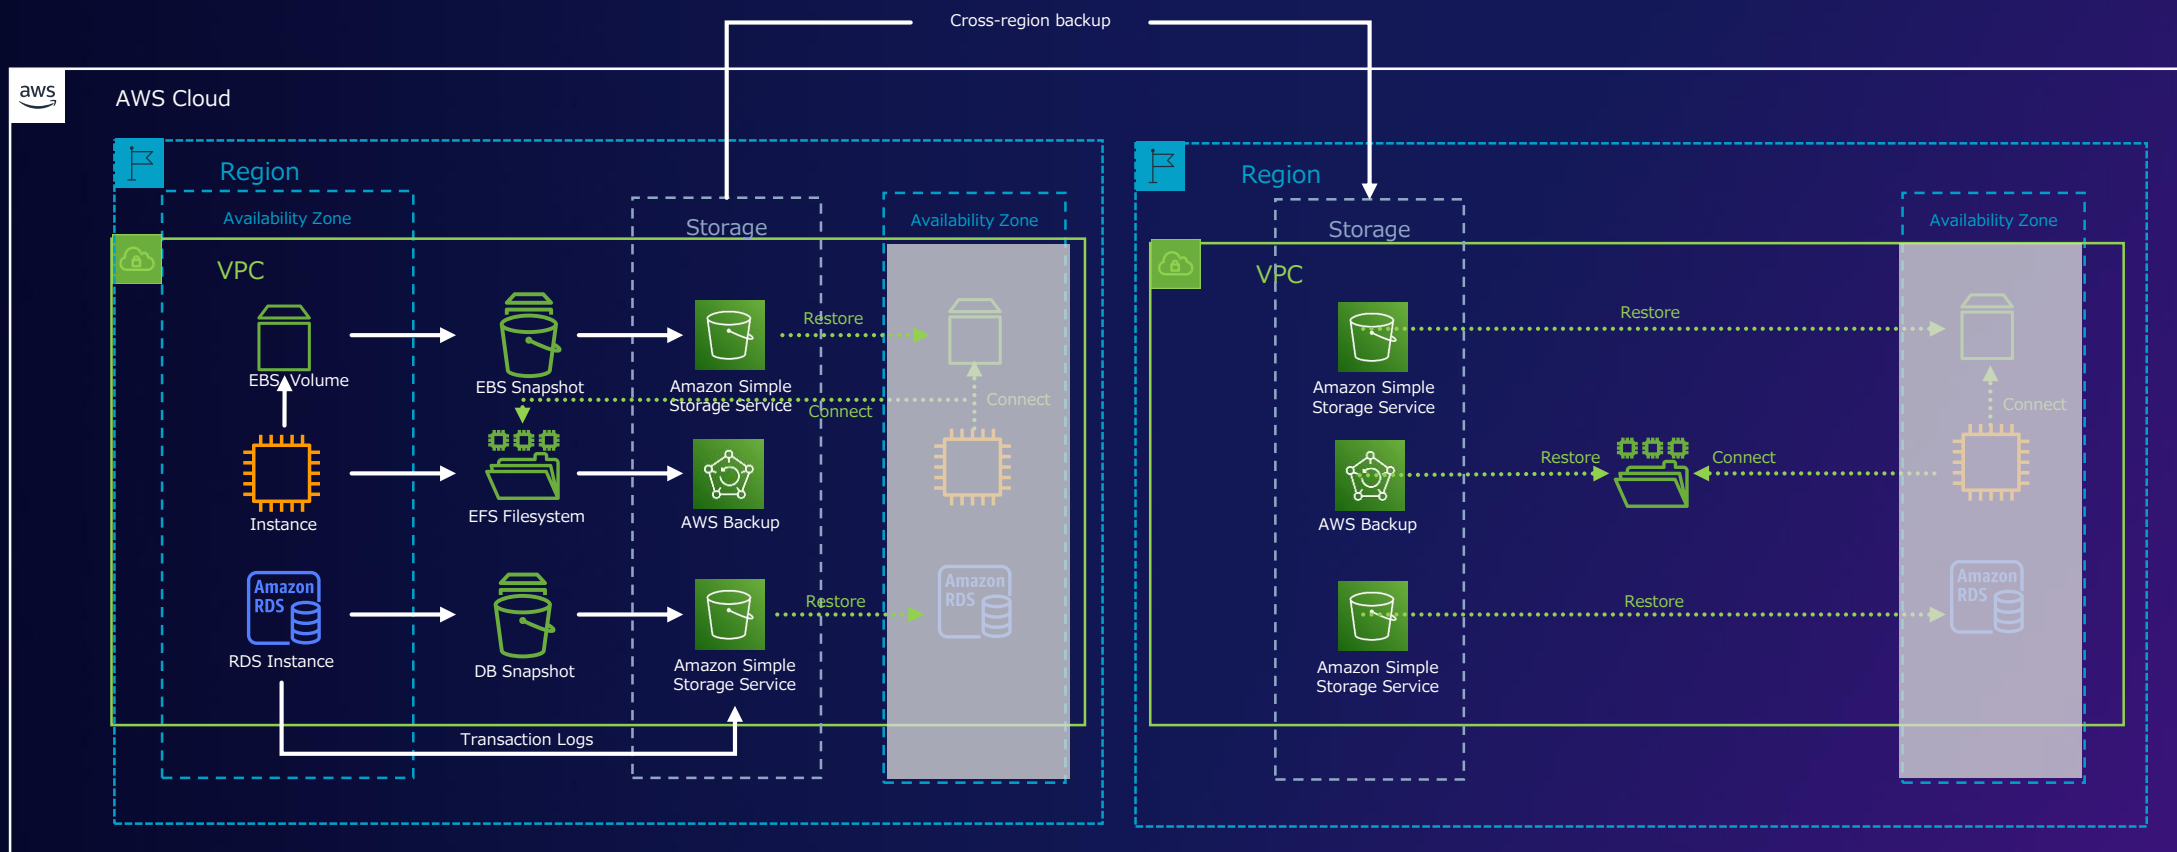 Cross-region backup
aws
AWS Cloud
Region
Availability Zone
Storage
Availability Zone
VPC
EBS Volume
EBS Snapshot
Amazon Simple
Storage Service
Restore
Connect
Connect
Instance
EFS Filesystem
AWS Backup
Amazon
RDS
RDS Instance
DB Snapshot
Amazon Simple
Storage Service
Restore
Amazon
RDS
Transaction Logs
Region
Storage
Availability Zone
VPC
Amazon Simple
Storage Service
Restore
Connect
AWS Backup
Restore
Connect
Amazon Simple
Storage Service
Restore
Amazon
RDS